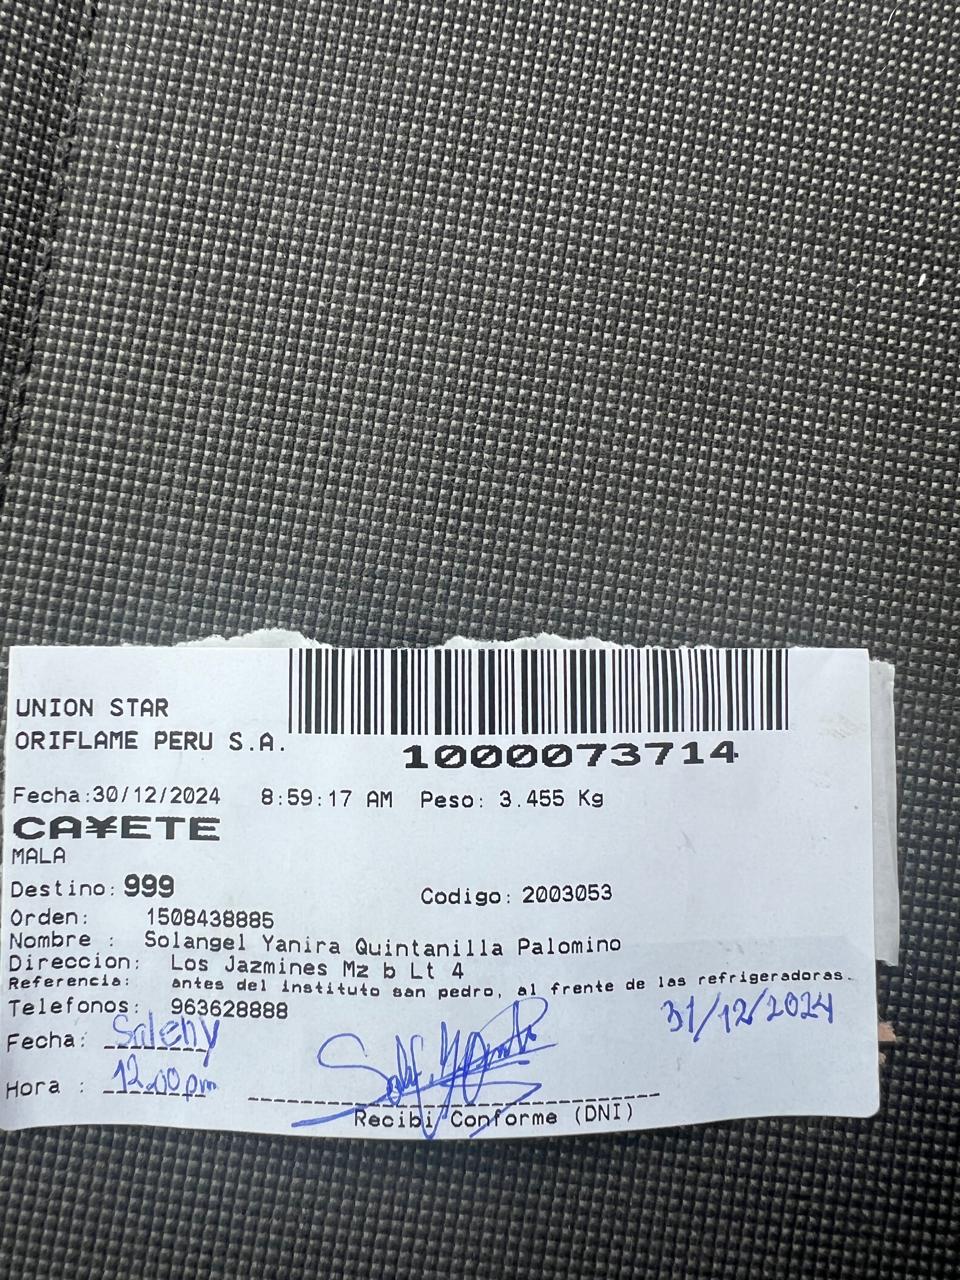 UNION STAR
ORIFLAME PERU S.A.
1000073714
Fecha:30/12/2024 8:59:17 AM Peso: 3.455 Kg
CA¥ETE
MALA
Destino: 999 Codigo: 2003053
Orden: 1508438885
Nombre : Solangel Yanira Quintanilla Palomino
Direccion: Los Jazmines Mz b Lt 4
Referencia: antes del instituto san pedro, al frente de las refrigeradoras.
Telefonos: 963628888
31/12/2024
Fecha:
Hora : 12:00pm
Recibi Conforme (DNI)